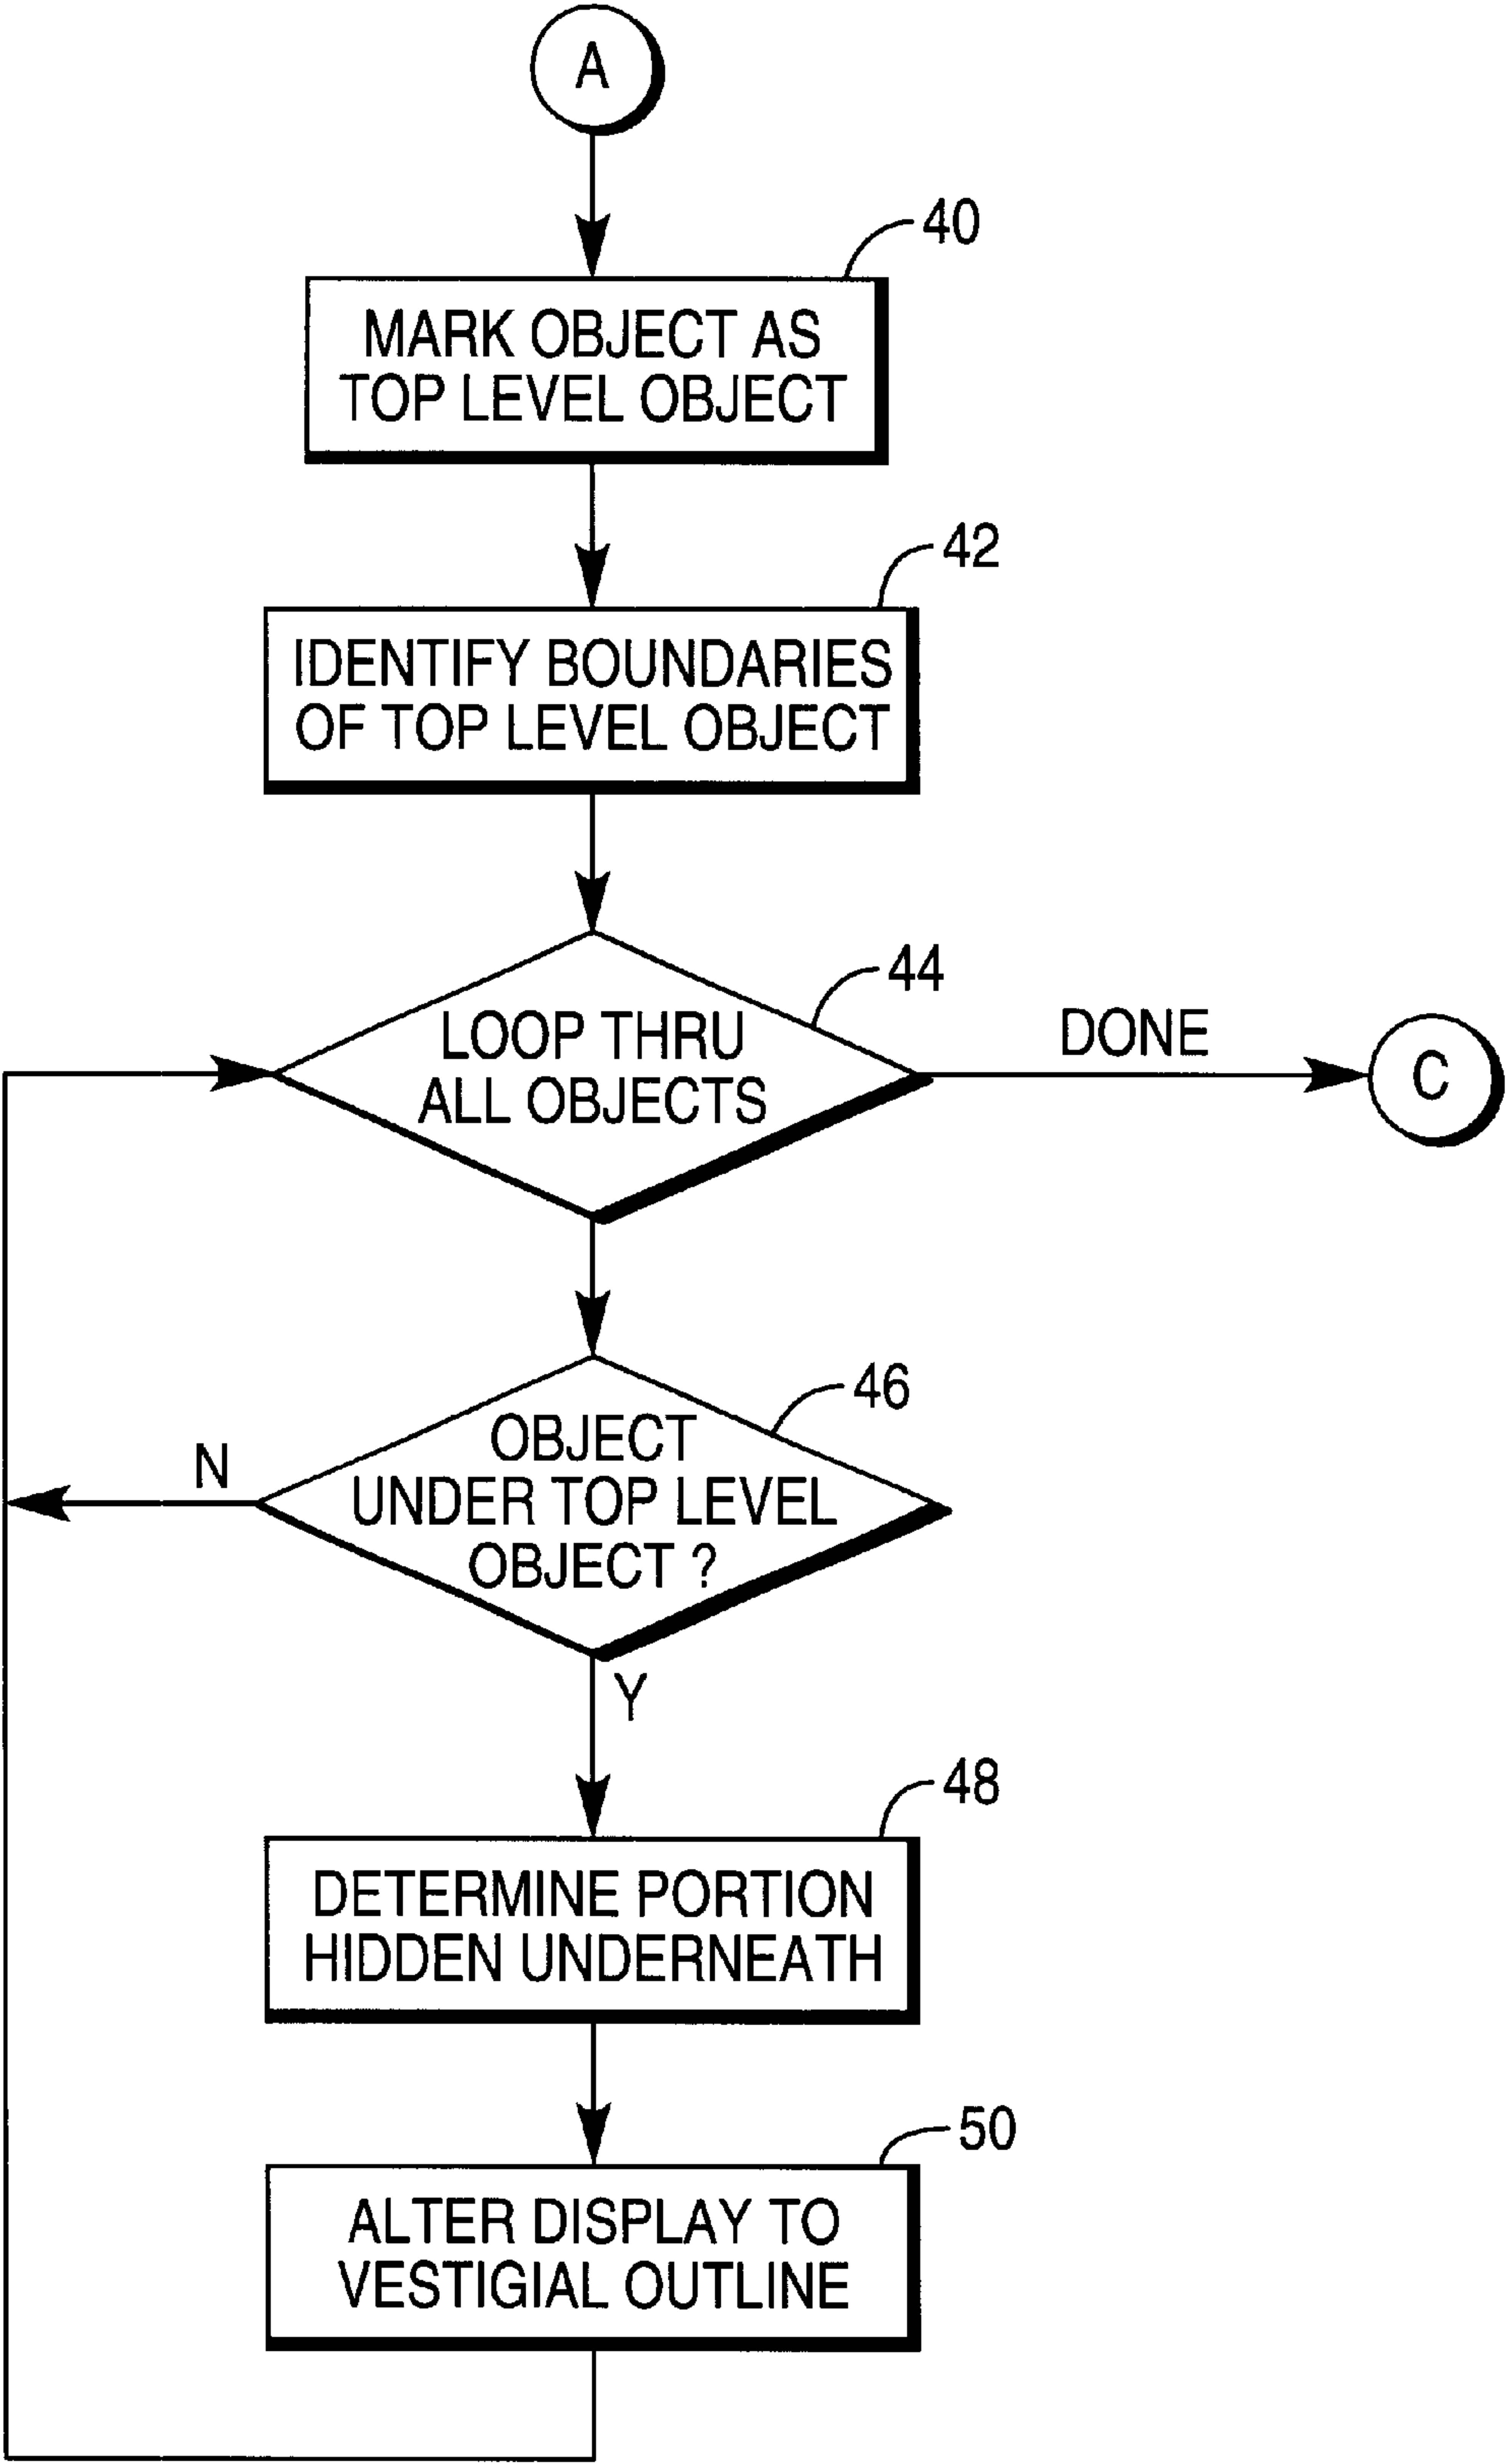 A
40
MARK OBJECT AS
TOP LEVEL OBJECT
42
IDENTIFY BOUNDARIES
OF TOP LEVEL OBJECT
44
LOOP THRU
ALL OBJECTS
DONE
C
46
OBJECT
UNDER TOP LEVEL
OBJECT ?
N
Y
48
DETERMINE PORTION
HIDDEN UNDERNEATH
50
ALTER DISPLAY TO
VESTIGIAL OUTLINE